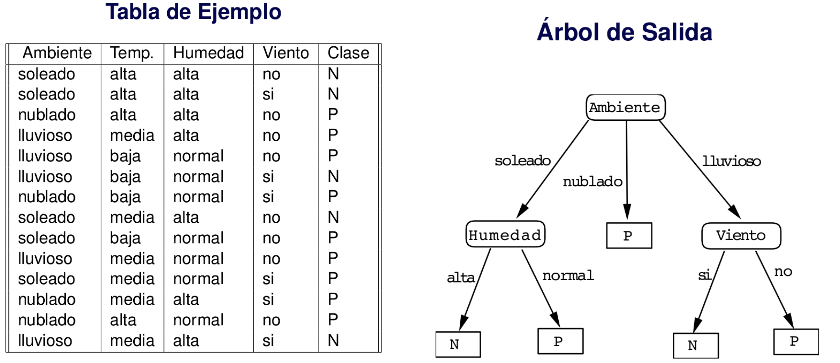 Tabla de Ejemplo
Ambiente Temp. Humedad Viento Clase
soleado alta alta no N
soleado alta alta si N
nublado alta alta no P
lluvioso media alta no P
lluvioso baja normal no P
lluvioso baja normal si N
nublado baja normal si P
soleado media alta no N
soleado baja normal no P
lluvioso media normal no P
soleado media normal si P
nublado media alta si P
nublado alta normal no P
lluvioso media alta si N
Árbol de Salida
Ambiente
soleado
nublado
lluvioso
Humedad
P
Viento
alta
normal
si
no
N
P
N
P